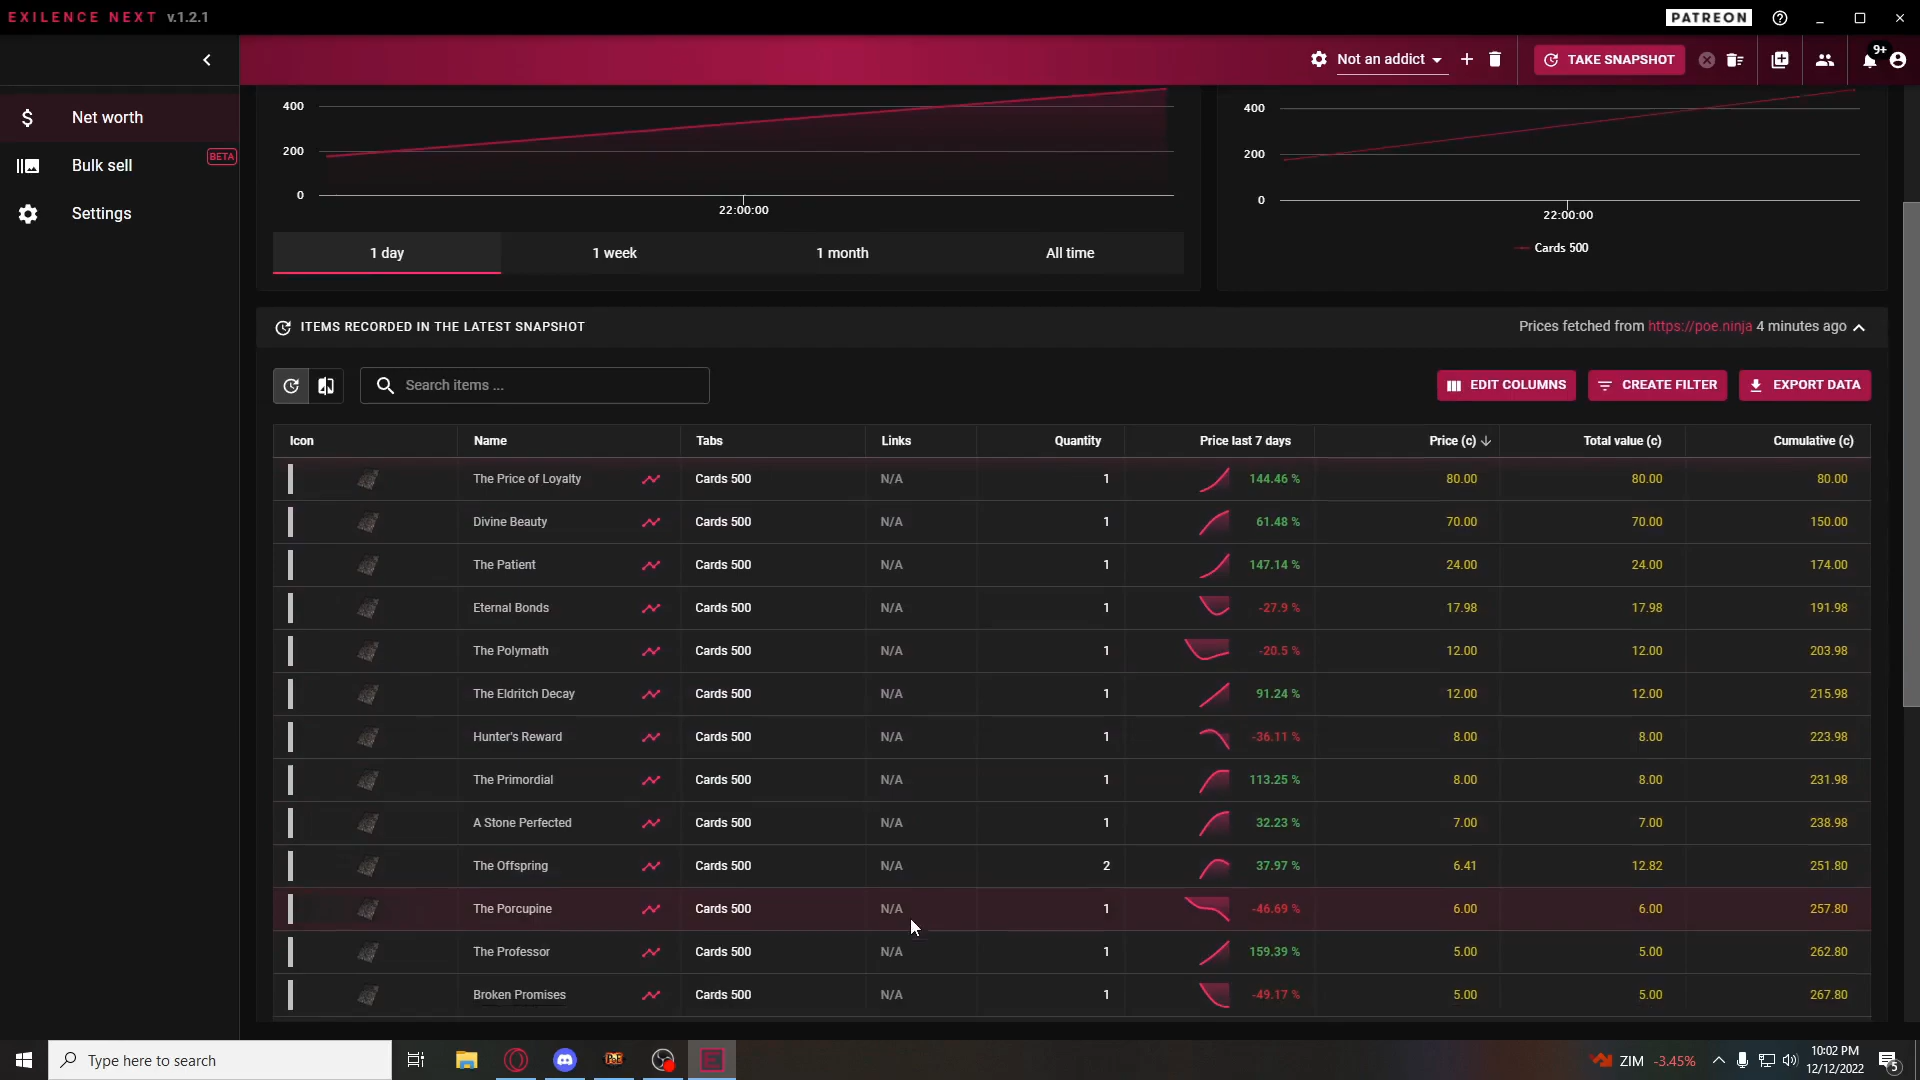 EXILENCE NEXT v.1.2.1
PATREON
Not an addict
TAKE SNAPSHOT
9+
Net worth
Bulk sell
BETA
Settings
400
200
0
22:00:00
1 day
1 week
1 month
All time
400
200
0
22:00:00
Cards 500
ITEMS RECORDED IN THE LATEST SNAPSHOT
Prices fetched from https://poe.ninja 4 minutes ago
Search items ...
EDIT COLUMNS
CREATE FILTER
EXPORT DATA
Icon Name Tabs Links Quantity Price last 7 days Price (c) Total value (c) Cumulative (c)
The Price of Loyalty Cards 500 N/A 1 144.46 % 80.00 80.00 80.00
Divine Beauty Cards 500 N/A 1 61.48 % 70.00 70.00 150.00
The Patient Cards 500 N/A 1 147.14 % 24.00 24.00 174.00
Eternal Bonds Cards 500 N/A 1 -27.9 % 17.98 17.98 191.98
The Polymath Cards 500 N/A 1 -20.5 % 12.00 12.00 203.98
The Eldritch Decay Cards 500 N/A 1 91.24 % 12.00 12.00 215.98
Hunter's Reward Cards 500 N/A 1 -36.11 % 8.00 8.00 223.98
The Primordial Cards 500 N/A 1 113.25 % 8.00 8.00 231.98
A Stone Perfected Cards 500 N/A 1 32.23 % 7.00 7.00 238.98
The Offspring Cards 500 N/A 2 37.97 % 6.41 12.82 251.80
The Porcupine Cards 500 N/A 1 -46.69 % 6.00 6.00 257.80
The Professor Cards 500 N/A 1 159.39 % 5.00 5.00 262.80
Broken Promises Cards 500 N/A 1 -49.17 % 5.00 5.00 267.80
Type here to search
ZIM -3.45%
10:02 PM
12/12/2022
5